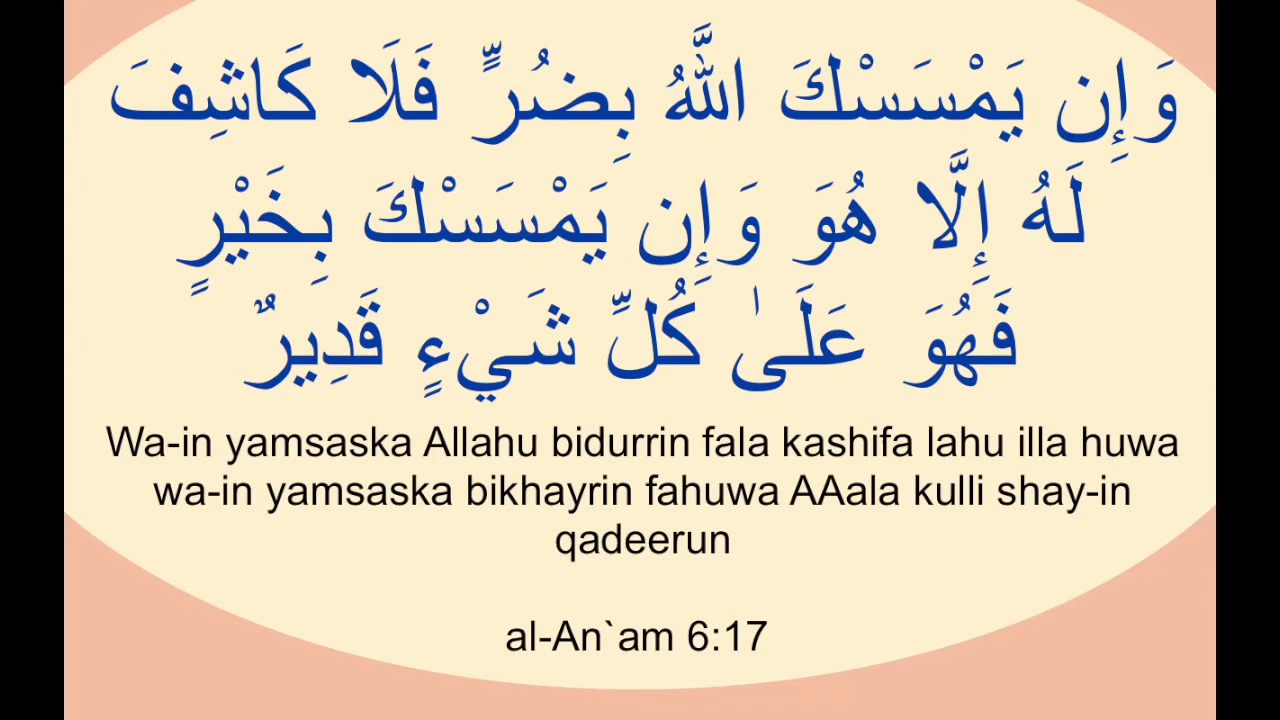 وَإِن يَمْسَسْكَ اللَّهُ بِضُرٍّ فَلَا كَاشِفَ
لَهُ إِلَّا هُوَ وَإِن يَمْسَسْكَ بِخَيْرٍ
فَهُوَ عَلَىٰ كُلِّ شَيْءٍ قَدِيرٌ
Wa-in yamsaska Allahu bidurrin fala kashifa lahu illa huwa
wa-in yamsaska bikhayrin fahuwa AAala kulli shay-in
qadeerun
al-An`am 6:17